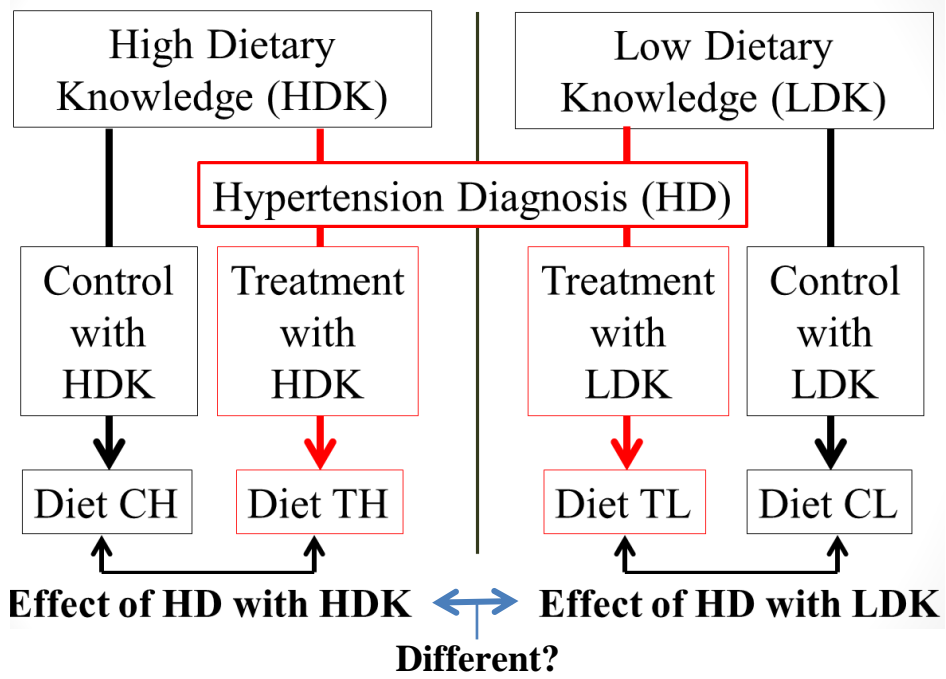 High Dietary
Knowledge (HDK)
Low Dietary
Knowledge (LDK)
Hypertension Diagnosis (HD)
Control
with
HDK
Treatment
with
HDK
Treatment
with
LDK
Control
with
LDK
Diet CH
Diet TH
Diet TL
Diet CL
Effect of HD with HDK
Effect of HD with LDK
Different?